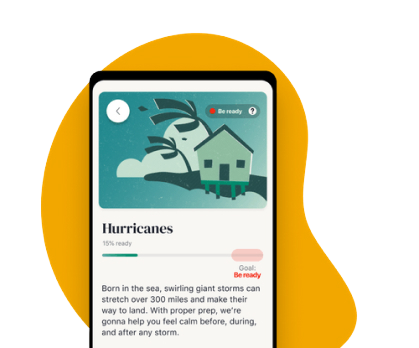 Be ready ?
Hurricanes
15% ready
Goal:
Be ready
Born in the sea, swirling giant storms can
stretch over 300 miles and make their
way to land. With proper prep, we're
gonna help you feel calm before, during,
and after any storm.